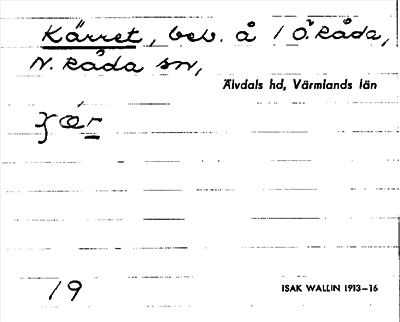 Kärret, beb. å 1 Ö Råda,
N. Råda sn,
Älvdals hd, Värmlands län
19
ISAK WALLIN 1913–16